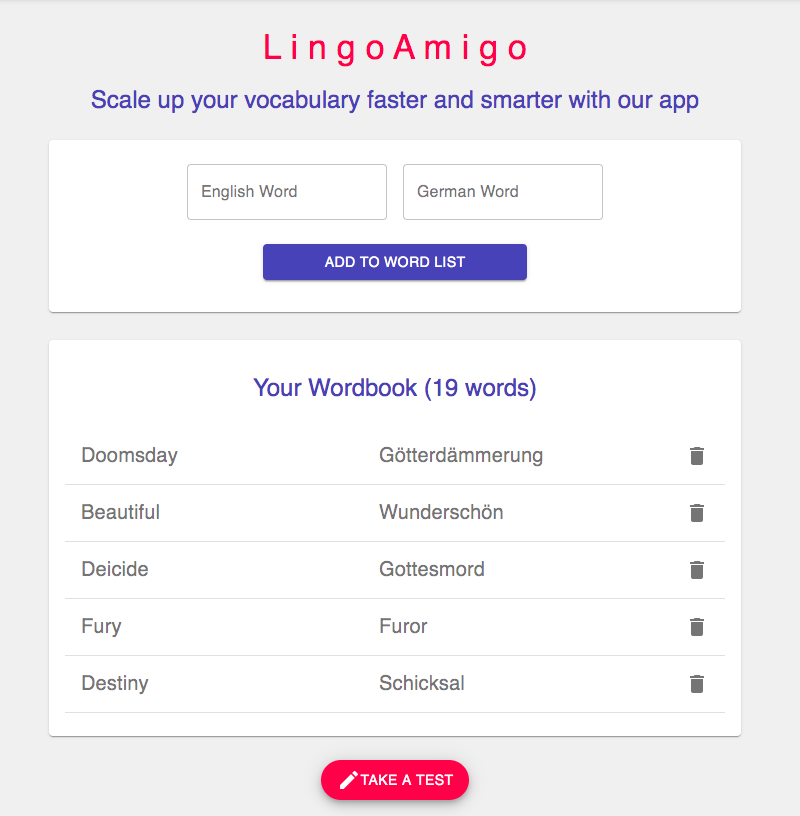 LingoAmigo
Scale up your vocabulary faster and smarter with our app
English Word German Word
ADD TO WORD LIST
Your Wordbook (19 words)
Doomsday Götterdämmerung
Beautiful Wunderschön
Deicide Gottesmord
Fury Furor
Destiny Schicksal
TAKE A TEST